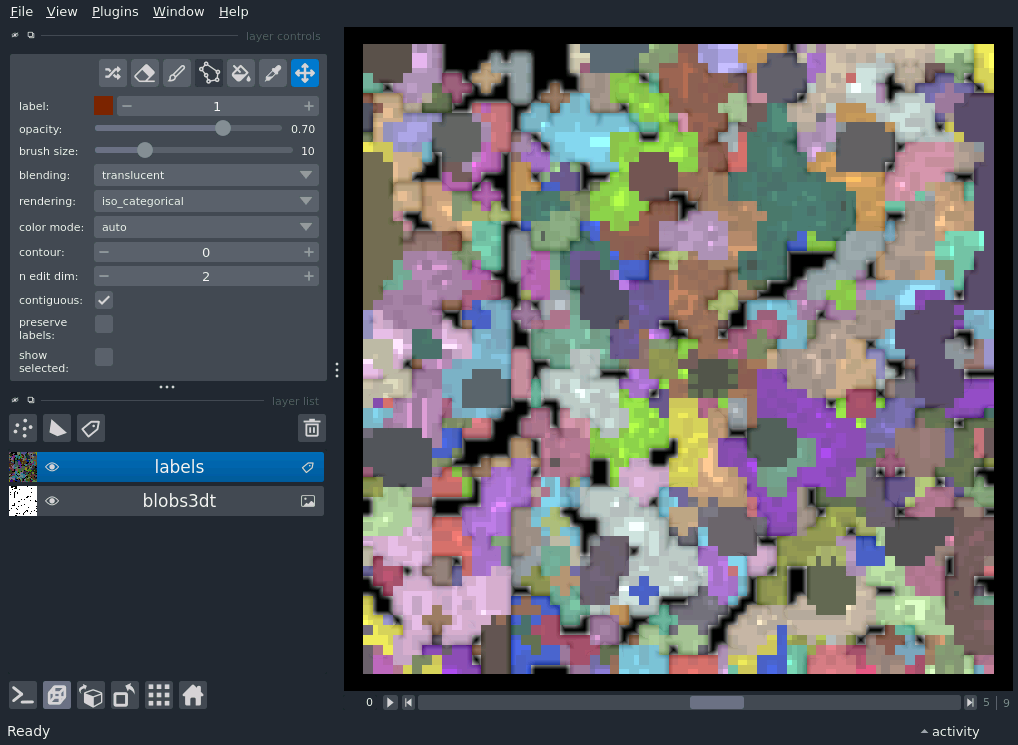 File View Plugins Window Help
layer controls
label: 1
opacity: 0.70
brush size: 10
blending: translucent
rendering: iso_categorical
color mode: auto
contour: 0
n edit dim: 2
contiguous:
preserve
labels:
show
selected:
layer list
labels
blobs3dt
0 5 9
Ready activity